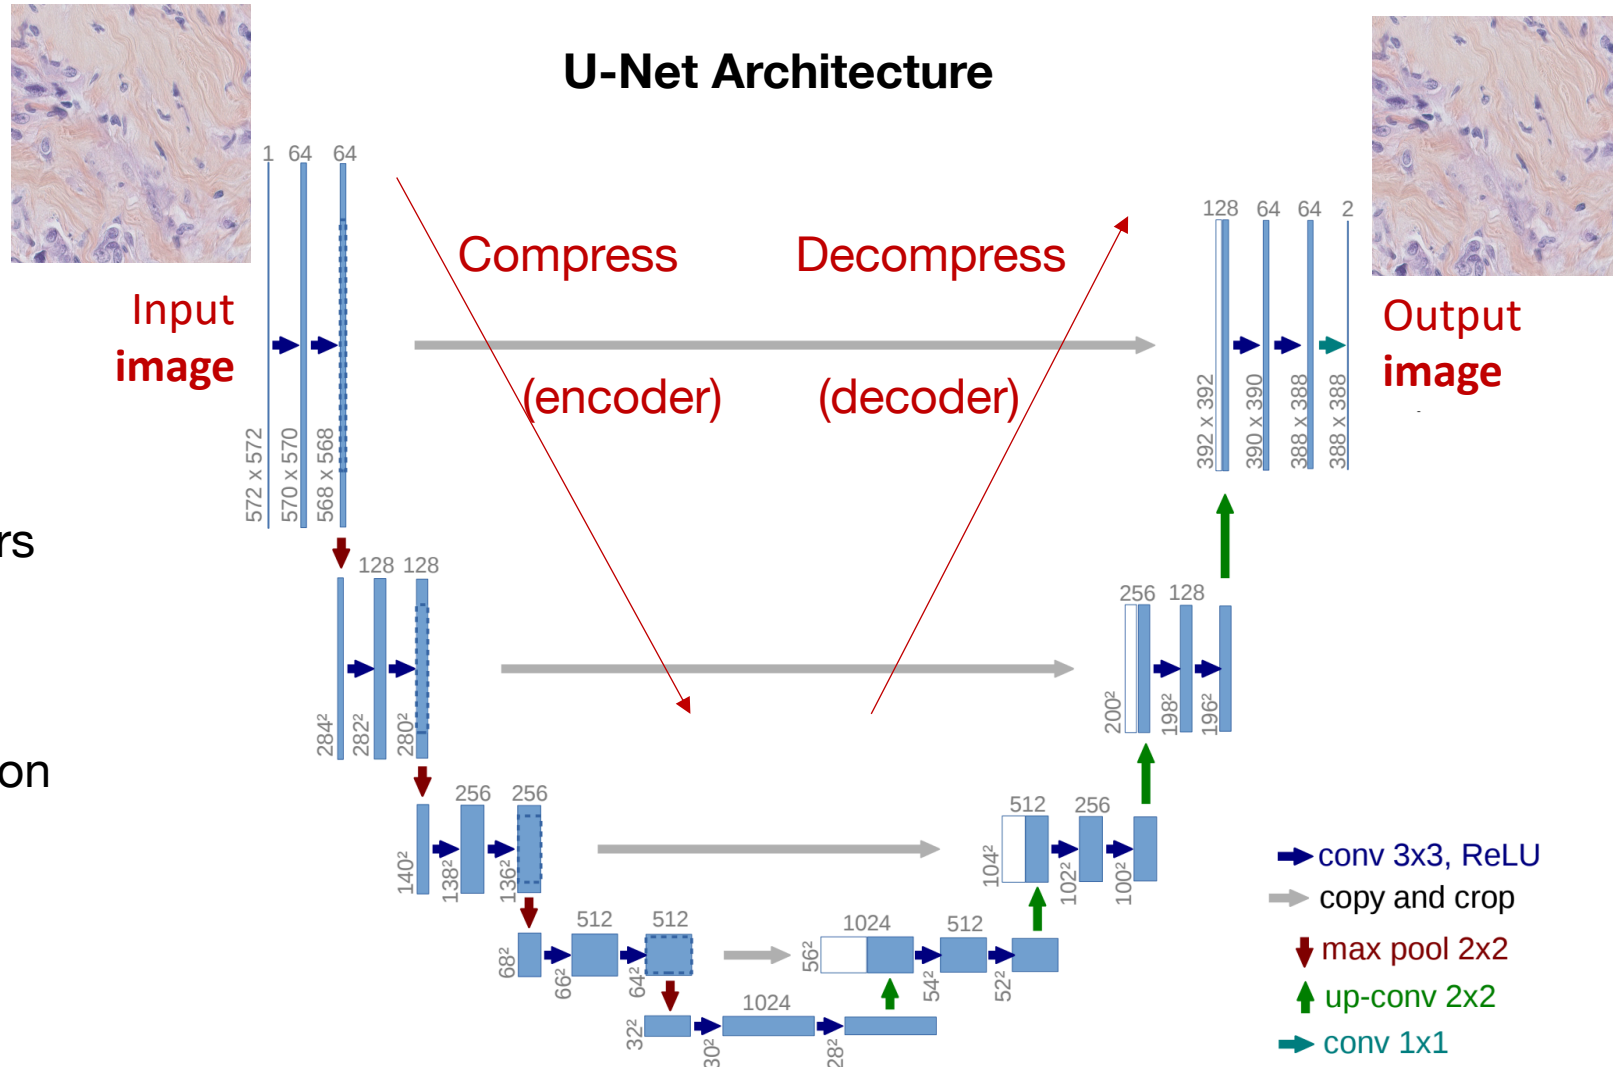 U-Net Architecture
1 64 64
128 64 64 2
Compress Decompress
Input
image
Output
image
(encoder) (decoder)
572 x 572
570 x 570
568 x 568
392 x 392
390 x 390
388 x 388
388 x 388
rs
128 128
256 128
284²
282²
280²
200²
198²
196²
on
256 256
512 256
140²
138²
136²
104²
102²
100²
conv 3x3, ReLU
copy and crop
max pool 2x2
up-conv 2x2
conv 1x1
512 512
1024 512
68²
66²
64²
56²
54²
52²
1024
32²
30²
28²